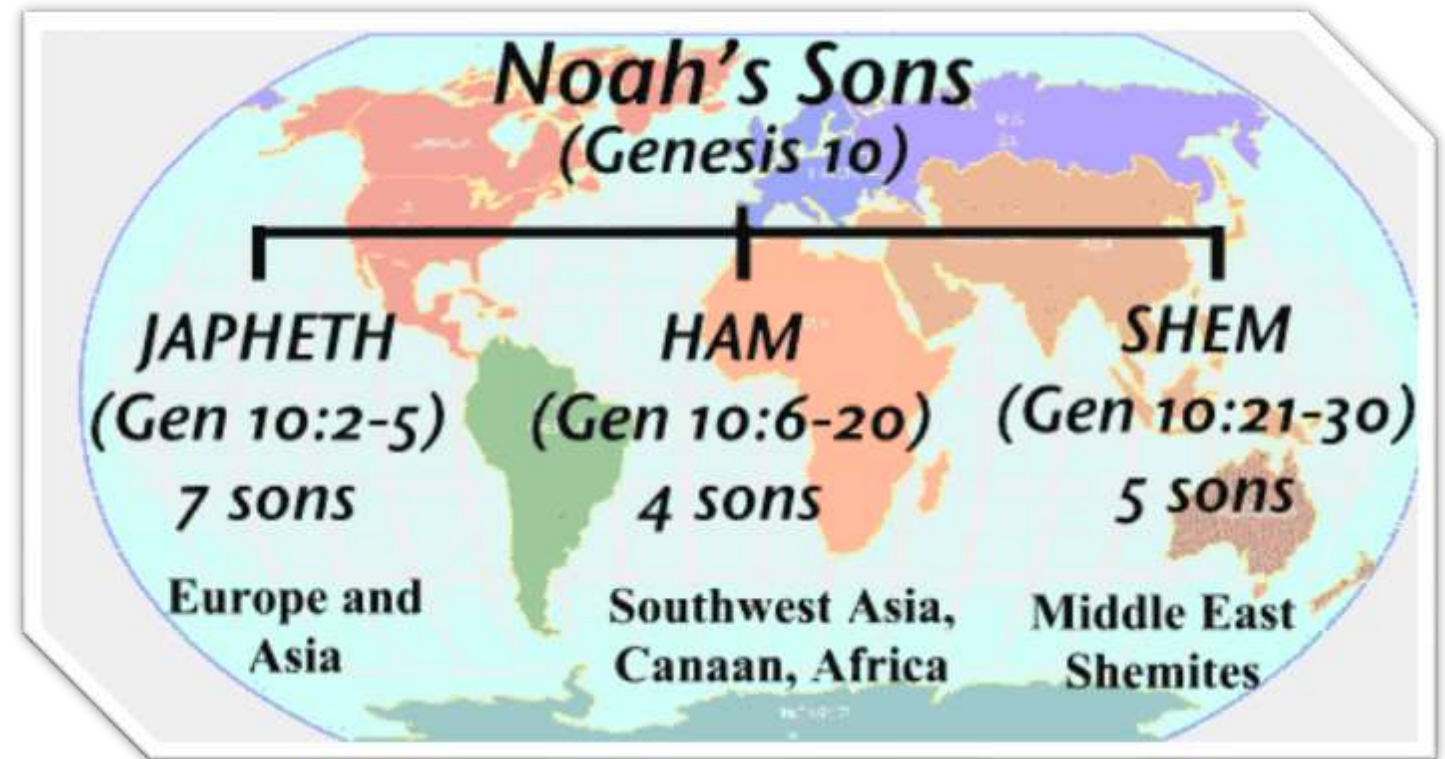 Noah's Sons
(Genesis 10)
JAPHETH
(Gen 10:2-5)
7 sons
Europe and
Asia
HAM
(Gen 10:6-20)
4 sons
Southwest Asia,
Canaan, Africa
SHEM
(Gen 10:21-30)
5 sons
Middle East
Shemites